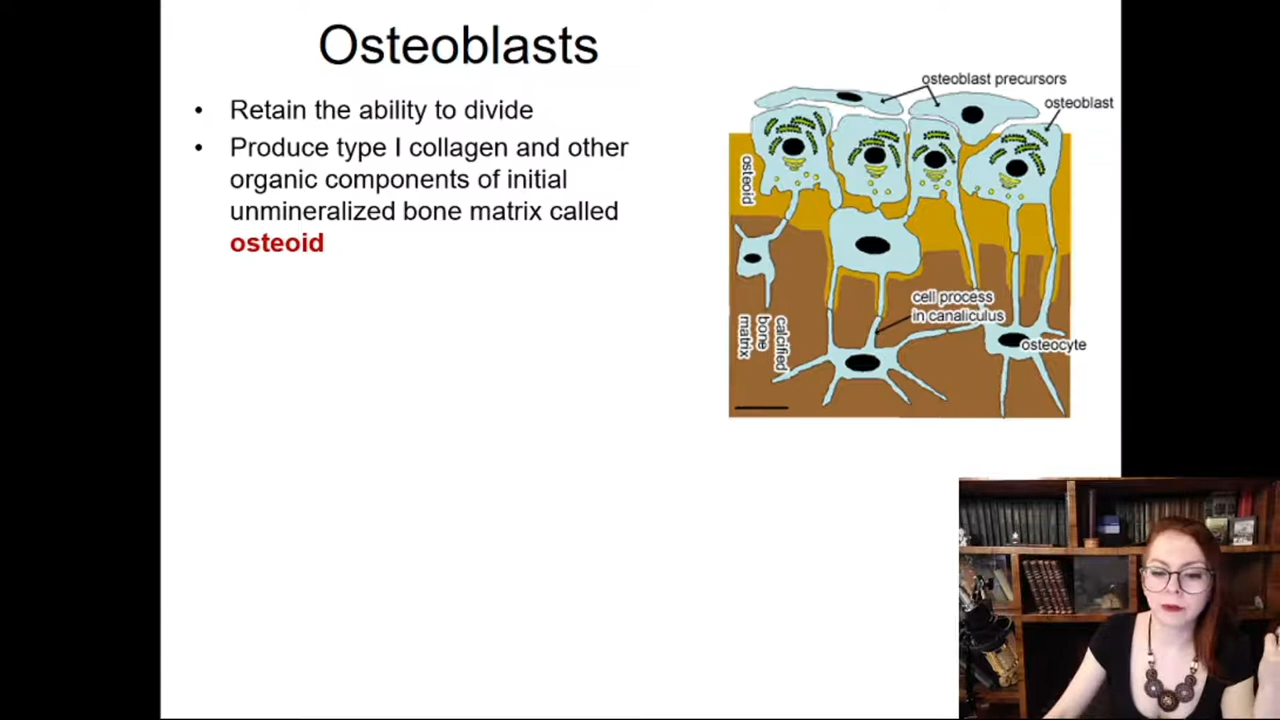 Osteoblasts
• Retain the ability to divide
• Produce type I collagen and other
organic components of initial
unmineralized bone matrix called
osteoid
osteoblast precursors
osteoblast
osteoid
cell process
in canaliculus
calcified
bone
matrix
osteocyte